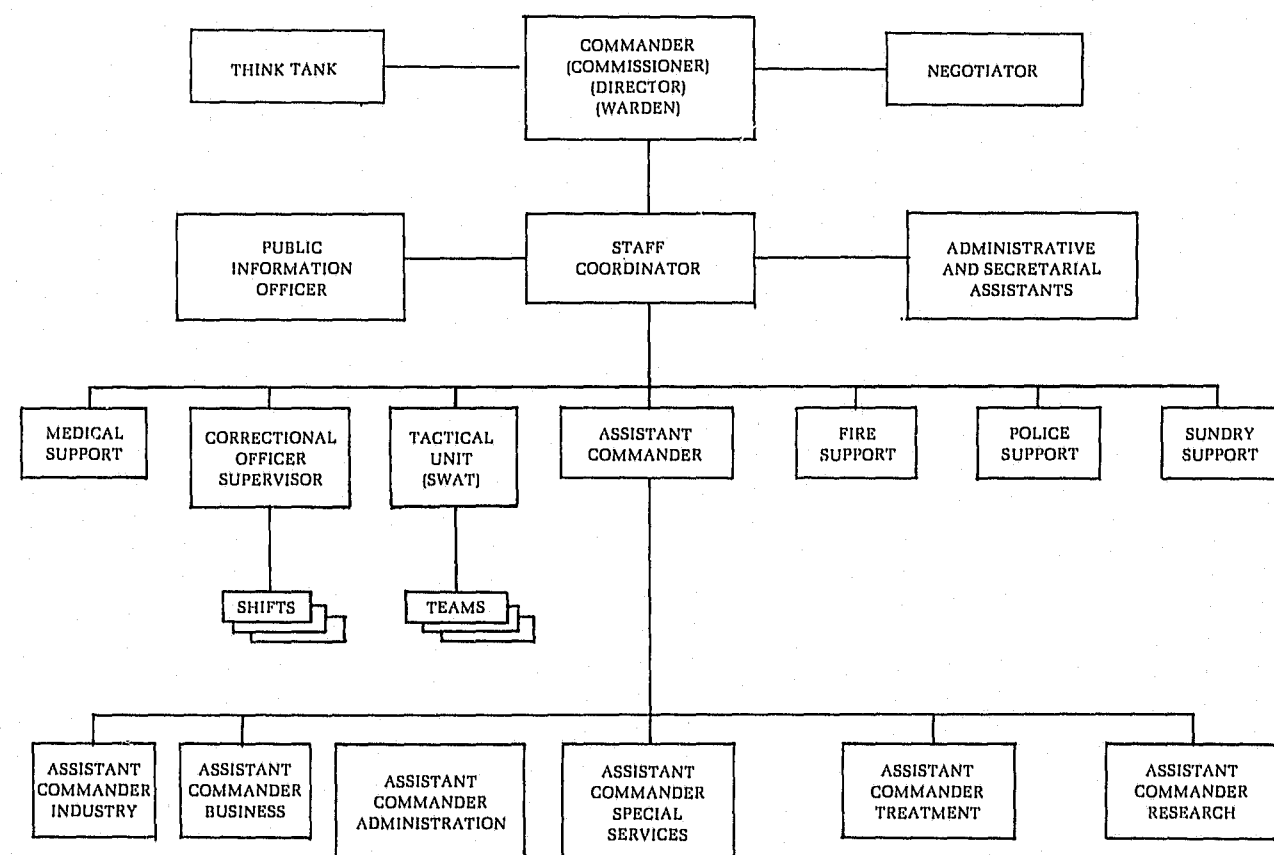 THINK TANK
COMMANDER
(COMMISSIONER)
(DIRECTOR)
(WARDEN)
NEGOTIATOR
PUBLIC
INFORMATION
OFFICER
STAFF
COORDINATOR
ADMINISTRATIVE
AND SECRETARIAL
ASSISTANTS
MEDICAL
SUPPORT
CORRECTIONAL
OFFICER
SUPERVISOR
TACTICAL
UNIT
(SWAT)
ASSISTANT
COMMANDER
FIRE
SUPPORT
POLICE
SUPPORT
SUNDRY
SUPPORT
SHIFTS
TEAMS
ASSISTANT
COMMANDER
INDUSTRY
ASSISTANT
COMMANDER
BUSINESS
ASSISTANT
COMMANDER
ADMINISTRATION
ASSISTANT
COMMANDER
SPECIAL
SERVICES
ASSISTANT
COMMANDER
TREATMENT
ASSISTANT
COMMANDER
RESEARCH